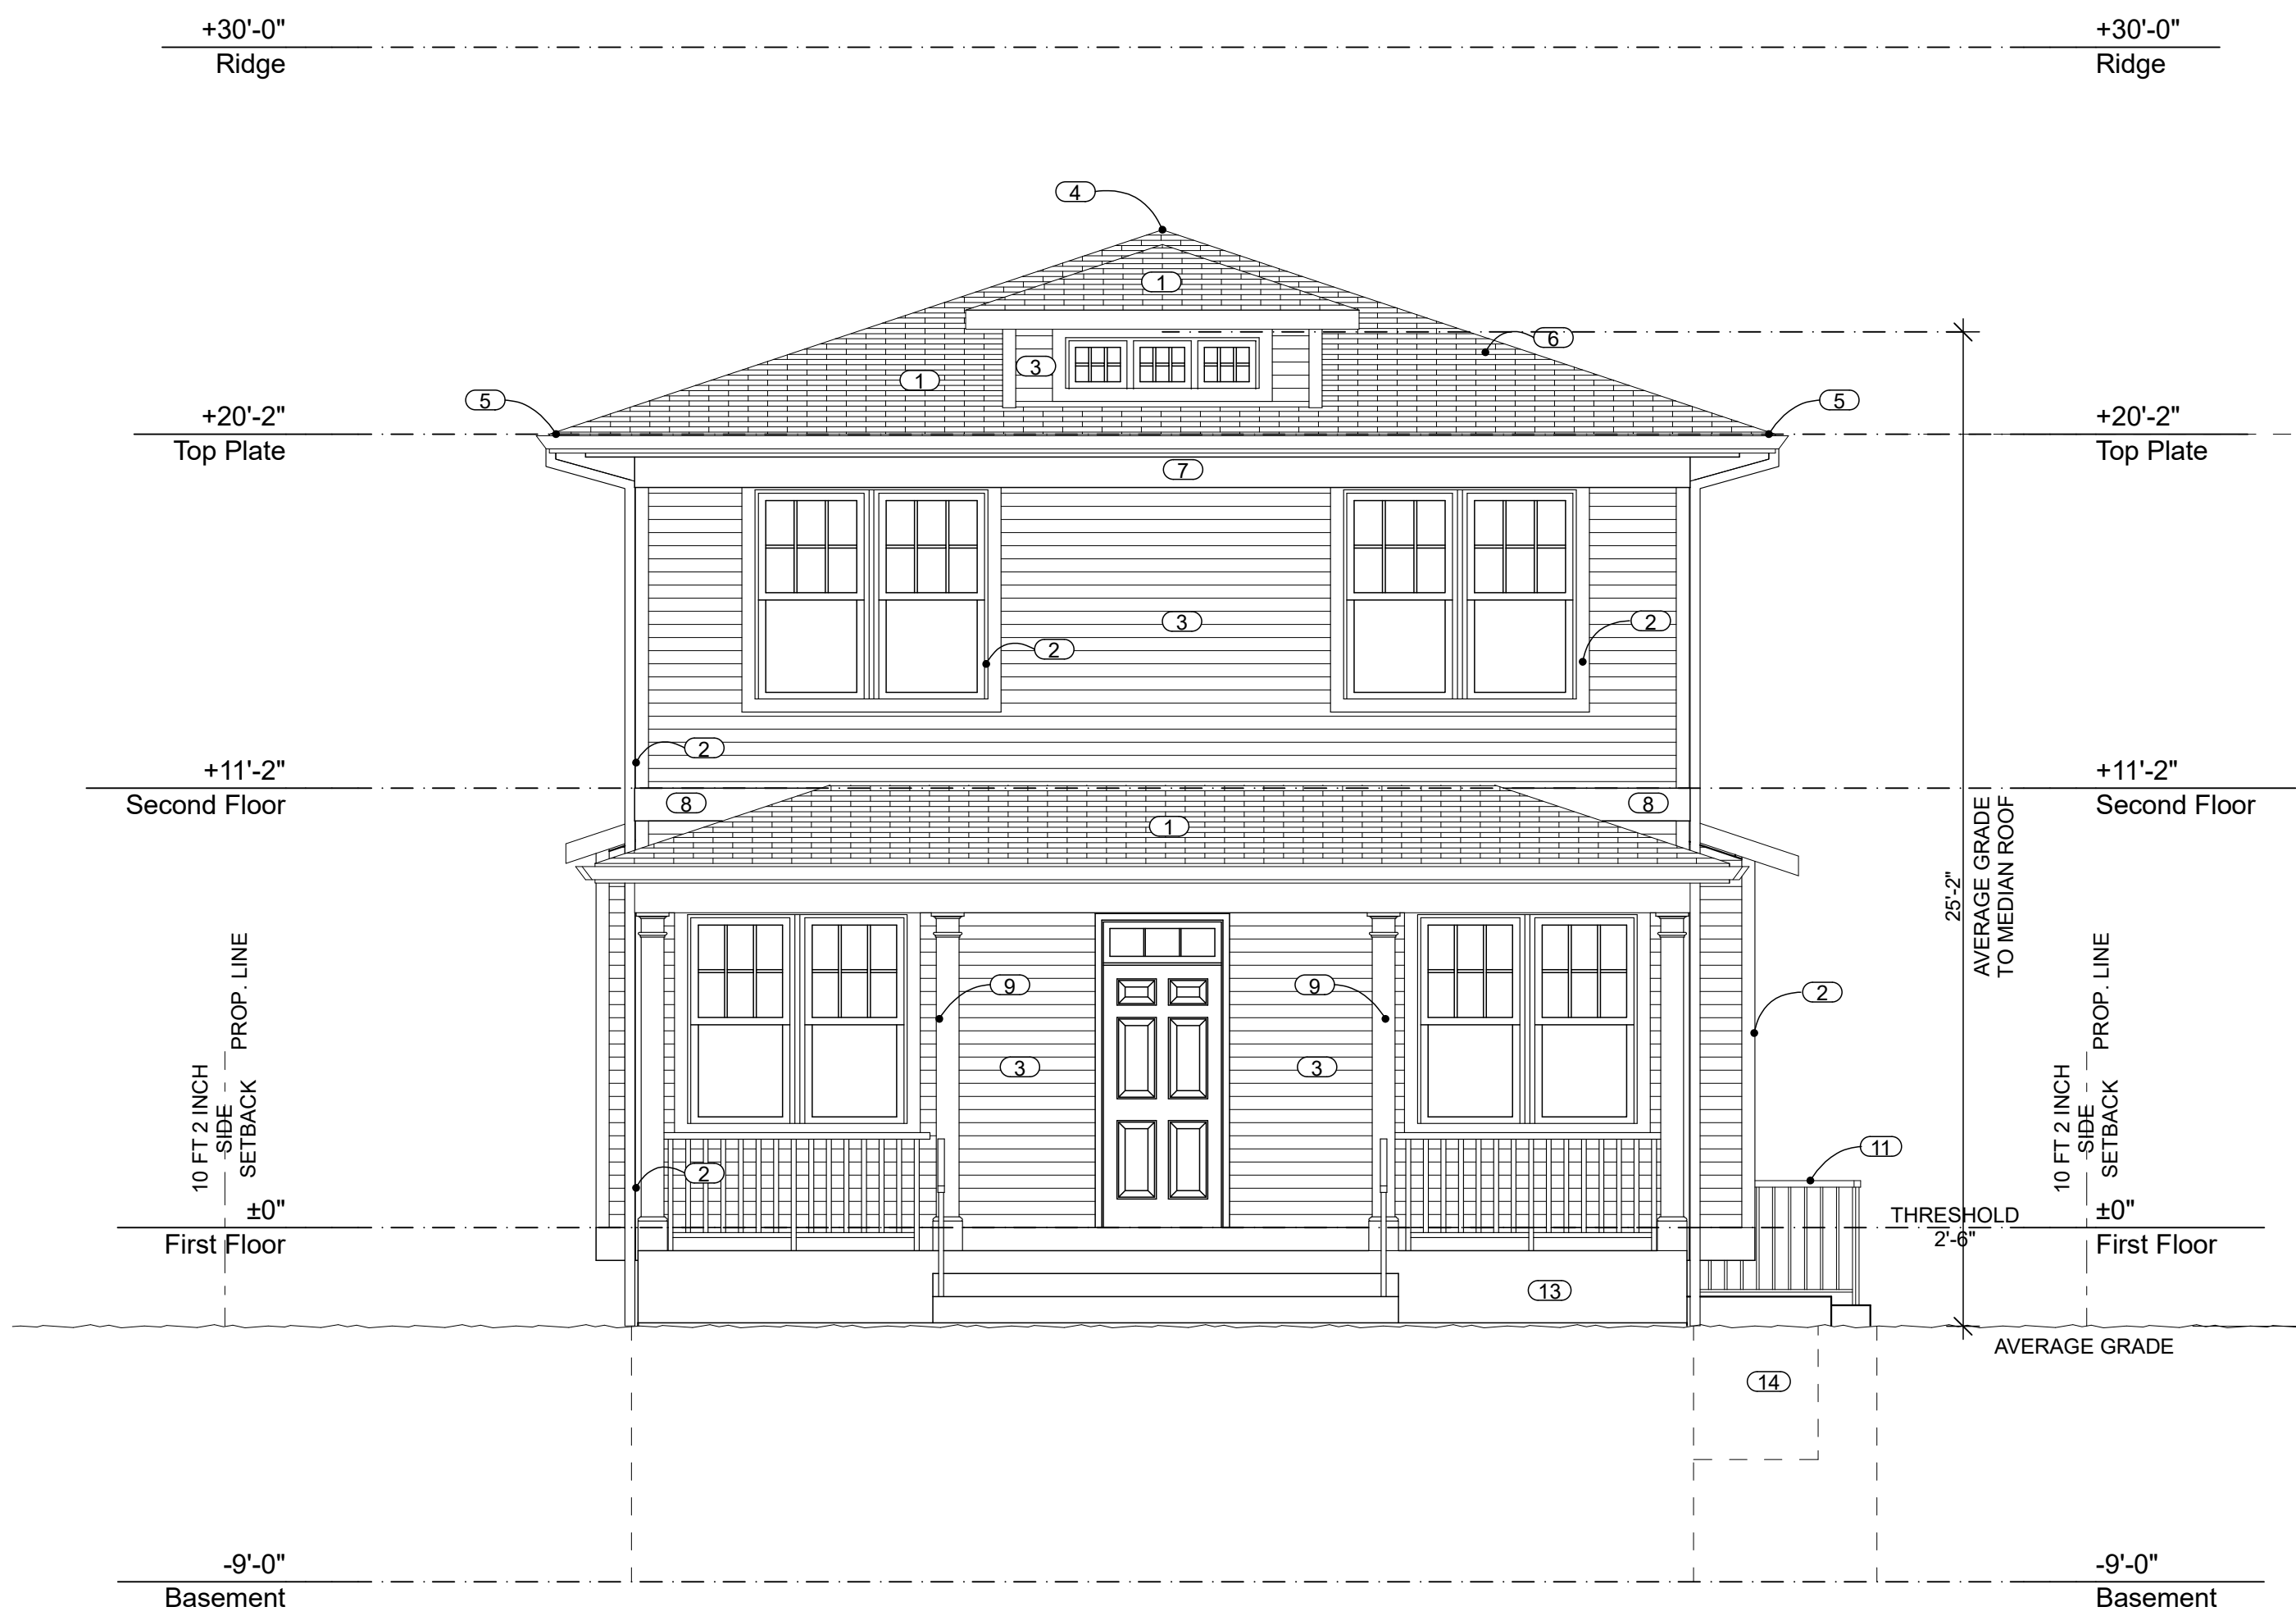 +30'-0"
Ridge
+30'-0"
Ridge
4
1
6
3
1
5
5
+20'-2"
Top Plate
+20'-2"
Top Plate
7
3
2
2
2
+11'-2"
Second Floor
+11'-2"
Second Floor
8
8
1
25'-2"
AVERAGE GRADE
TO MEDIAN ROOF
PROP. LINE
10 FT 2 INCH
SIDE
SETBACK
PROP. LINE
10 FT 2 INCH
SIDE
SETBACK
9
9
2
3
3
11
2
±0"
First Floor
THRESHOLD
2'-6"
±0"
First Floor
13
AVERAGE GRADE
14
-9'-0"
Basement
-9'-0"
Basement